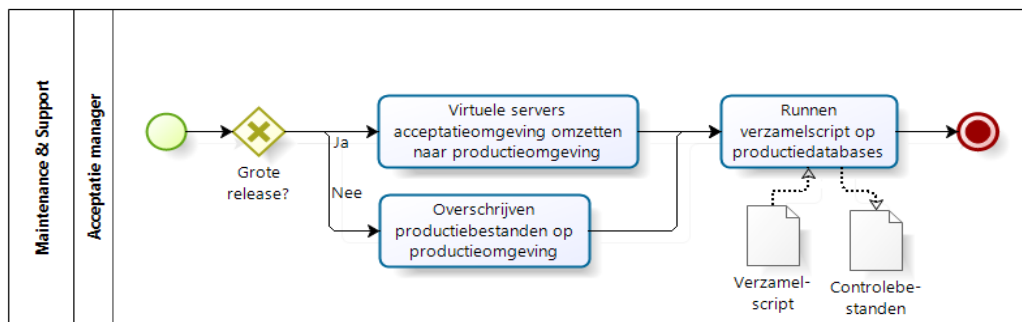 Maintenance & Support
Acceptatie manager
Grote
release?
Ja
Nee
Virtuele servers
acceptatieomgeving omzetten
naar productieomgeving
Overschrijven
productiebestanden op
productieomgeving
Runnen
verzamelscript op
productiedatabases
Verzamel-
script
Controlebe-
standen